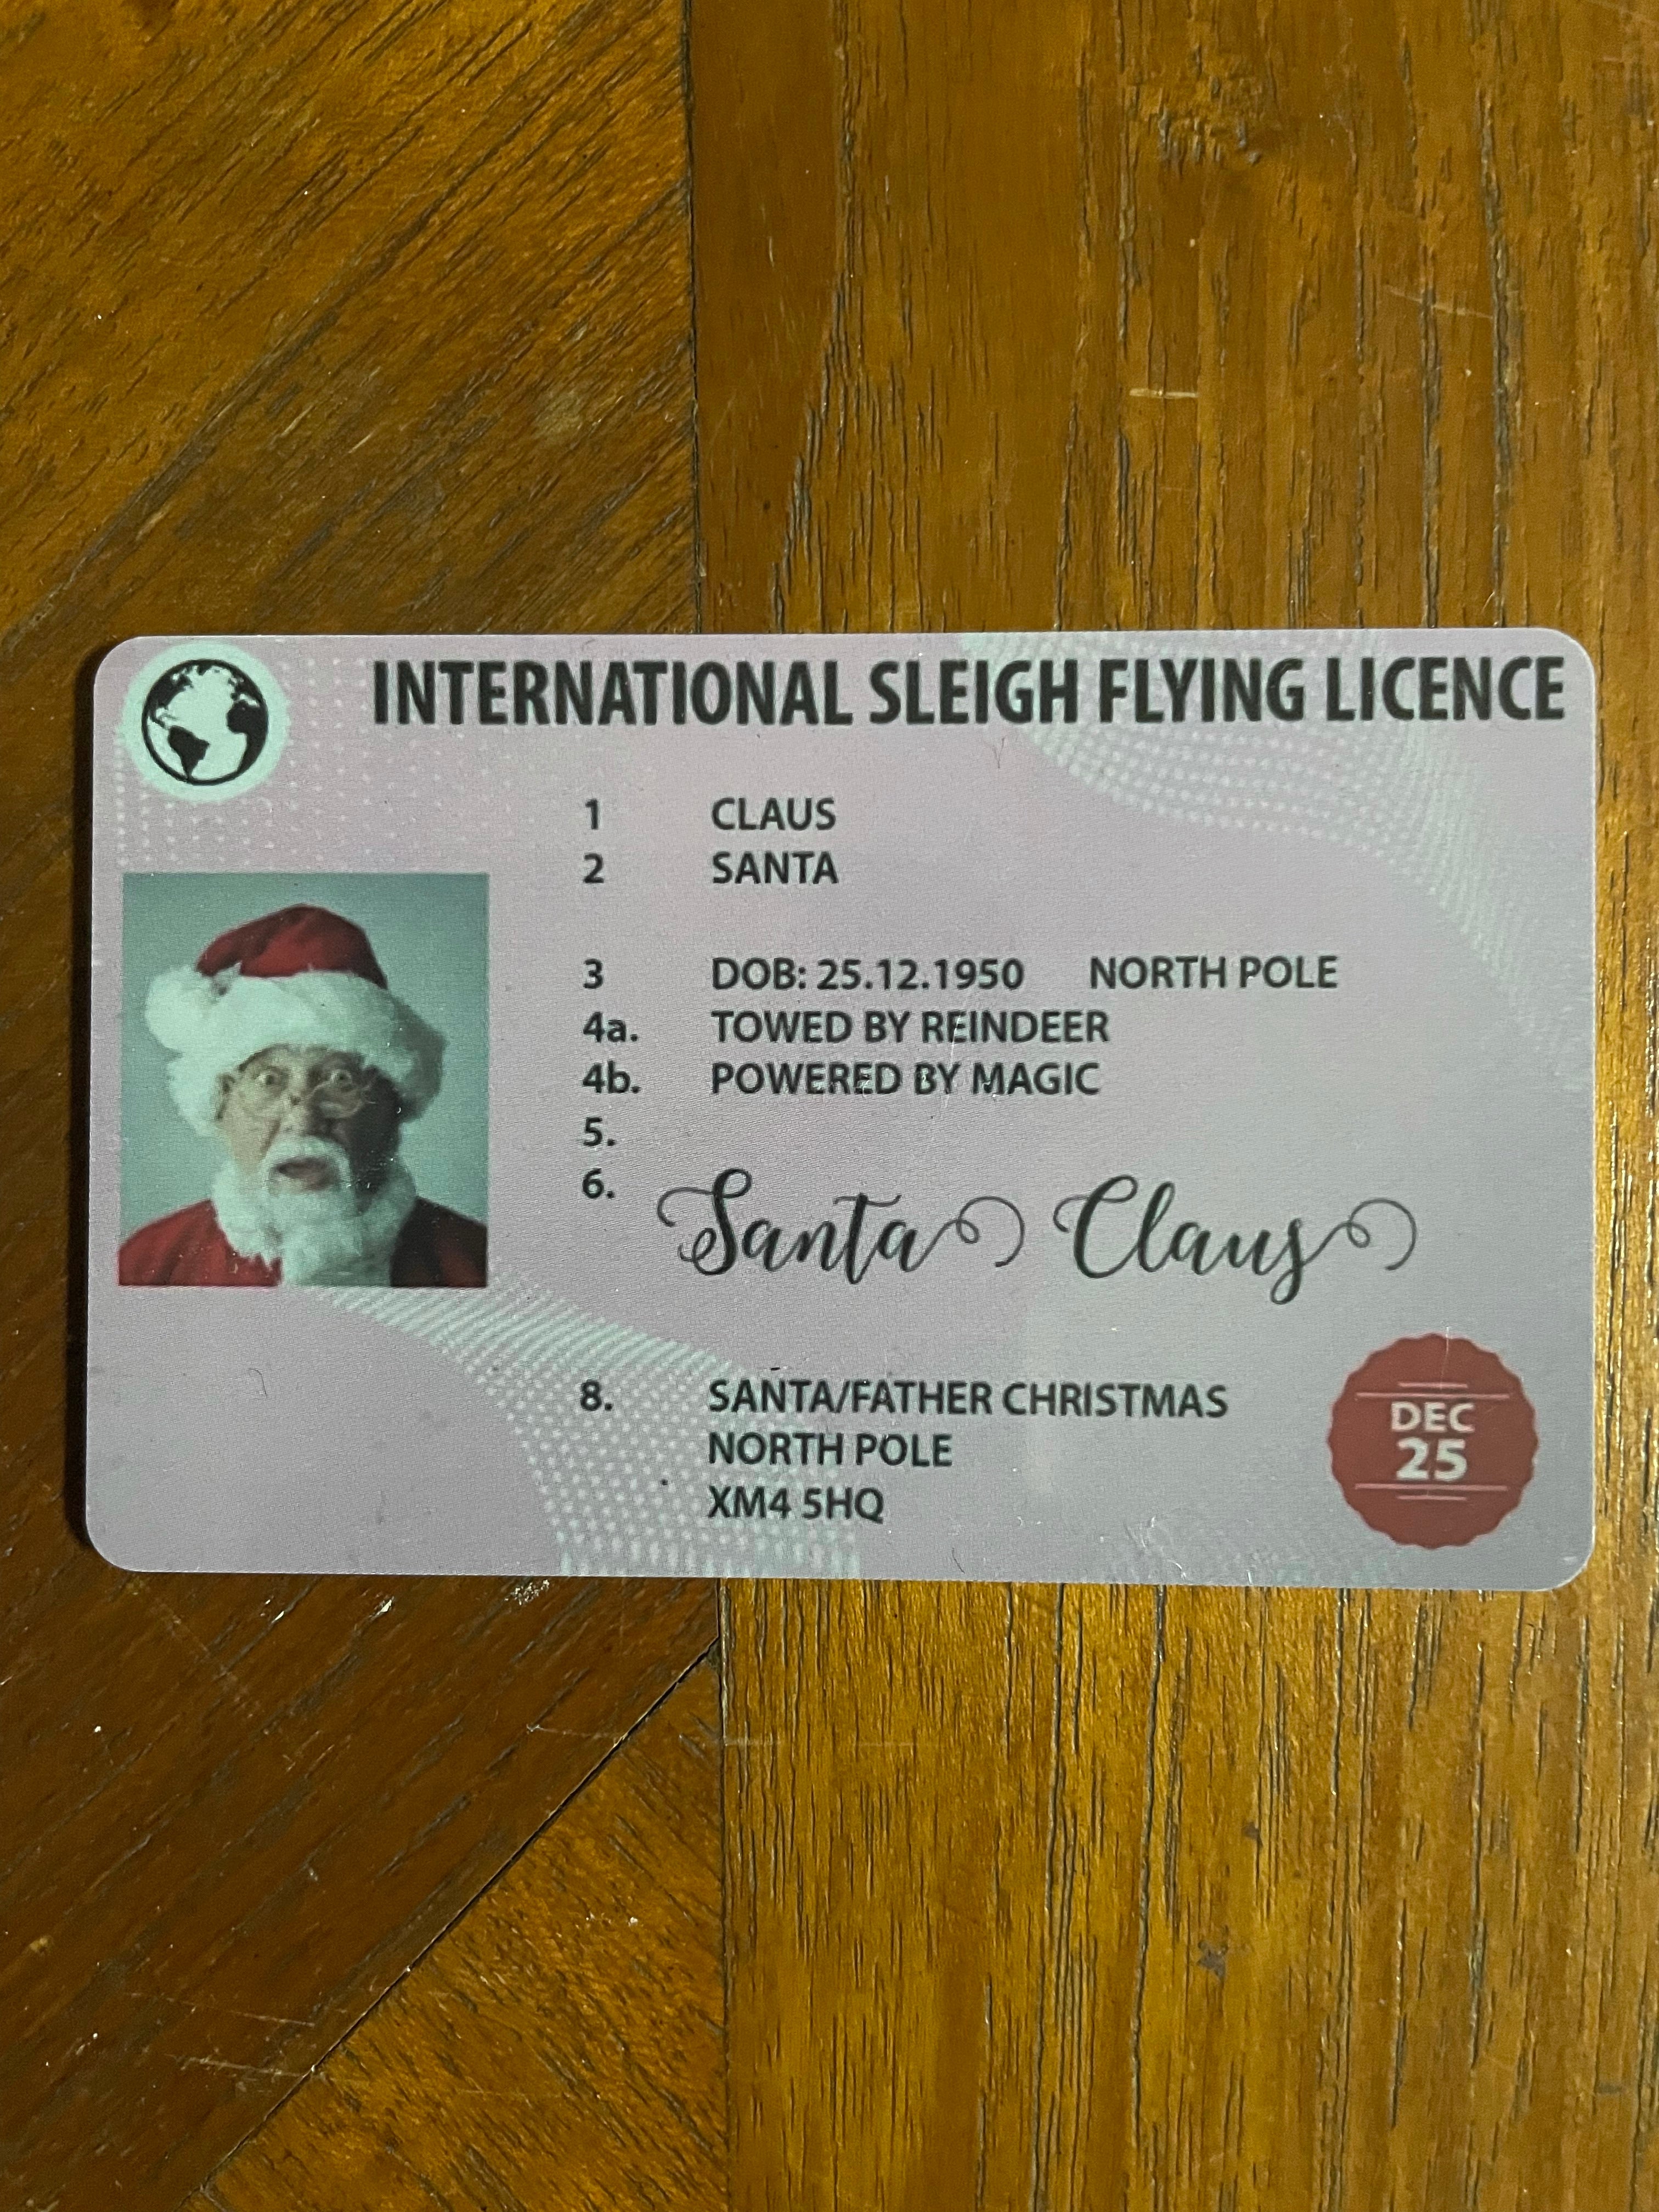 INTERNATIONAL SLEIGH FLYING LICENCE
1 CLAUS
2 SANTA
3 DOB: 25.12.1950 NORTH POLE
4a. TOWED BY REINDEER
4b. POWERED BY MAGIC
5.
6. Santa Claus
8. SANTA/FATHER CHRISTMAS
NORTH POLE
XM4 5HQ
DEC
25